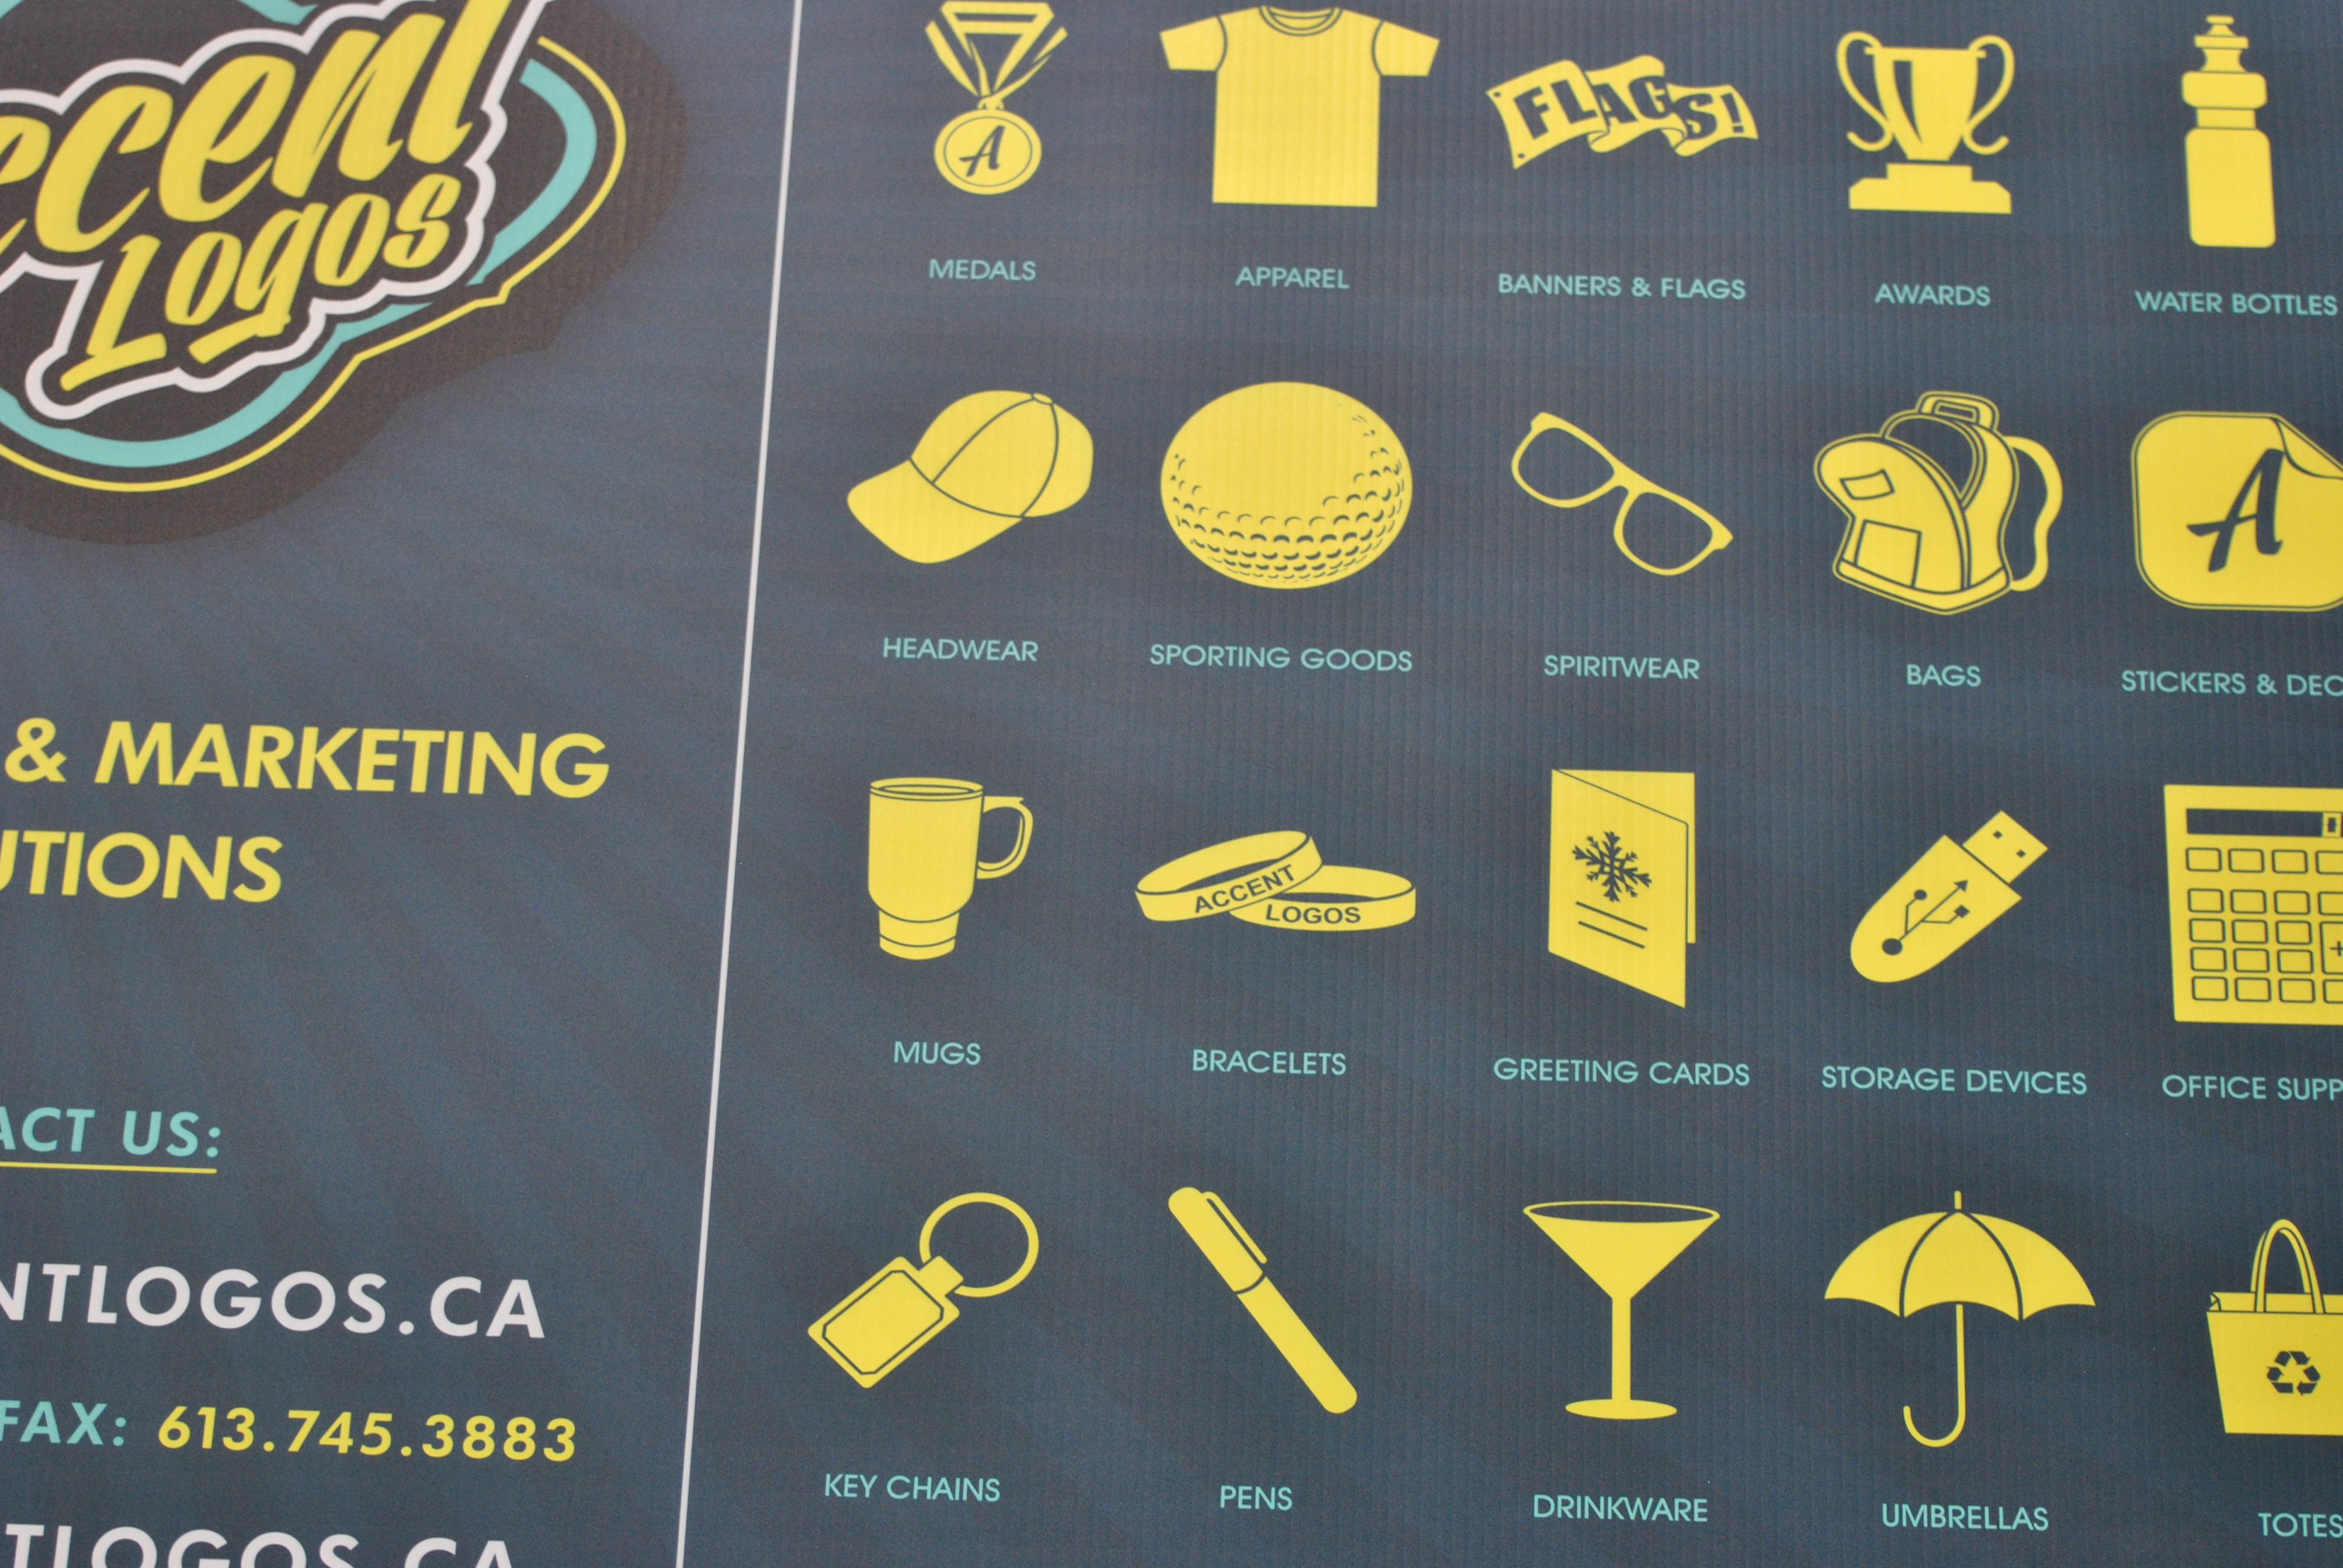 ccent
Logos
& MARKETING
UTIONS
ACT US:
NTLOGOS.CA
FAX: 613.745.3883
TLOGOS.CA
A
FLAGS!
MEDALS
APPAREL
BANNERS & FLAGS
AWARDS
WATER BOTTLES
A
HEADWEAR
SPORTING GOODS
SPIRITWEAR
BAGS
STICKERS & DEC
ACCENT
LOGOS
MUGS
BRACELETS
GREETING CARDS
STORAGE DEVICES
OFFICE SUPP
KEY CHAINS
PENS
DRINKWARE
UMBRELLAS
TOTES